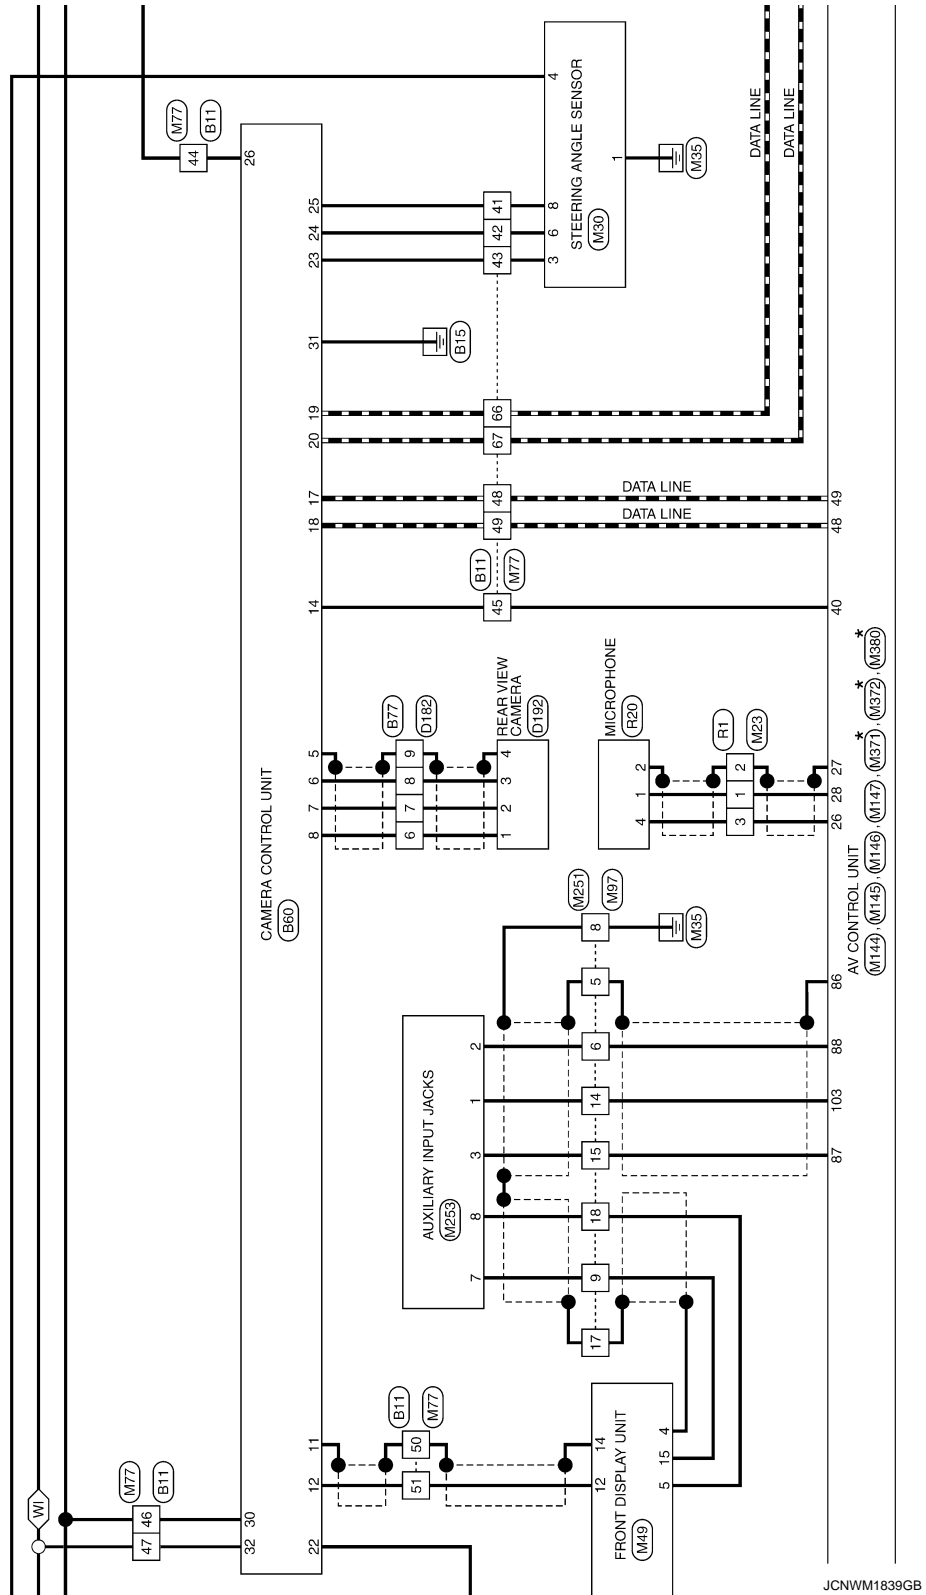 4
STEERING ANGLE SENSOR
M30
1
M35
DATA LINE
DATA LINE
M77
B11
44
26
25
41
8
24
42
6
23
43
3
31
B15
19
66
20
67
17
48
DATA LINE
49
18
49
DATA LINE
48
B11
M77
14
45
40
CAMERA CONTROL UNIT
B60
5
6
7
8
B77
D182
9
8
7
6
REAR VIEW
CAMERA
D192
4
3
2
1
MICROPHONE
R20
2
1
4
R1
M23
2
1
3
27
28
26
AV CONTROL UNIT
M144 , M145 , M146 , M147 , M371 * , M372 * , M380 *
M251
M97
8
M35
5
86
AUXILIARY INPUT JACKS
M253
2
6
88
1
14
103
3
15
87
8
18
7
9
17
B11
M77
11
50
14
12
51
12
FRONT DISPLAY UNIT
M49
4
15
5
WI
M77
B11
46
30
47
32
22
JCNWM1839GB